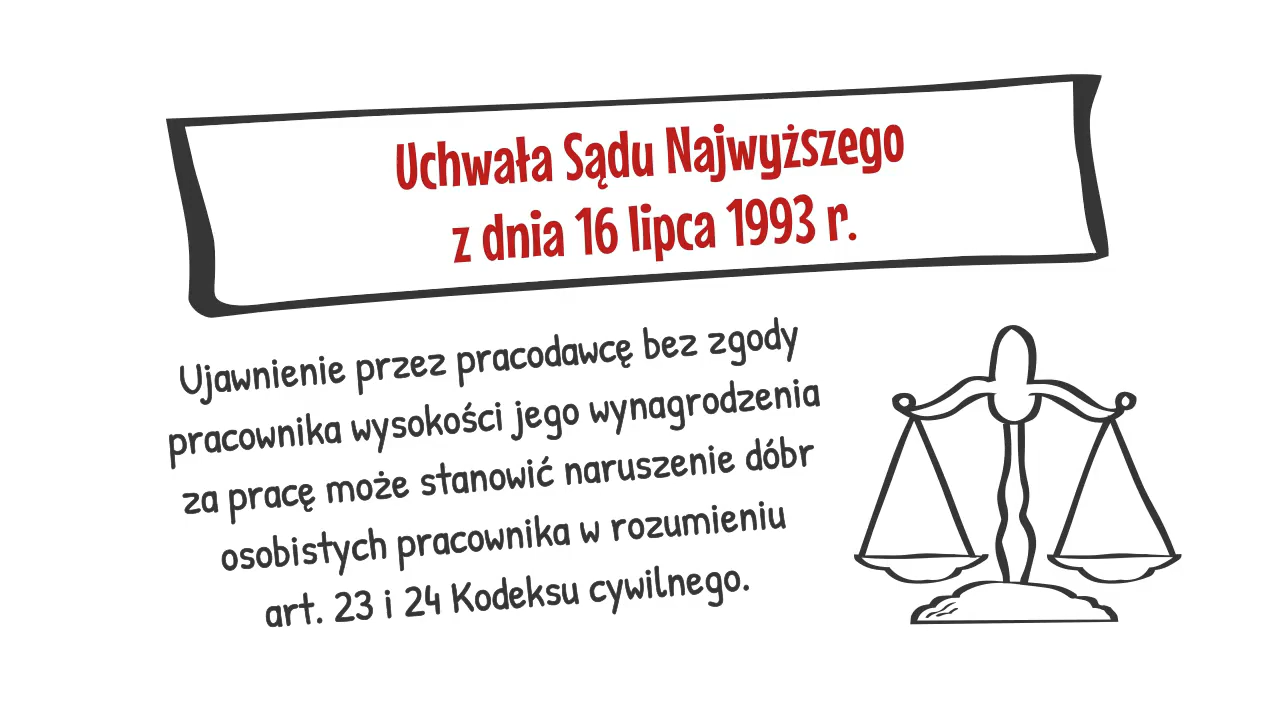 Uchwała Sądu Najwyższego
z dnia 16 lipca 1993 r.
Ujawnienie przez pracodawcę bez zgody
pracownika wysokości jego wynagrodzenia
za pracę może stanowić naruszenie dóbr
osobistych pracownika w rozumieniu
art. 23 i 24 Kodeksu cywilnego.